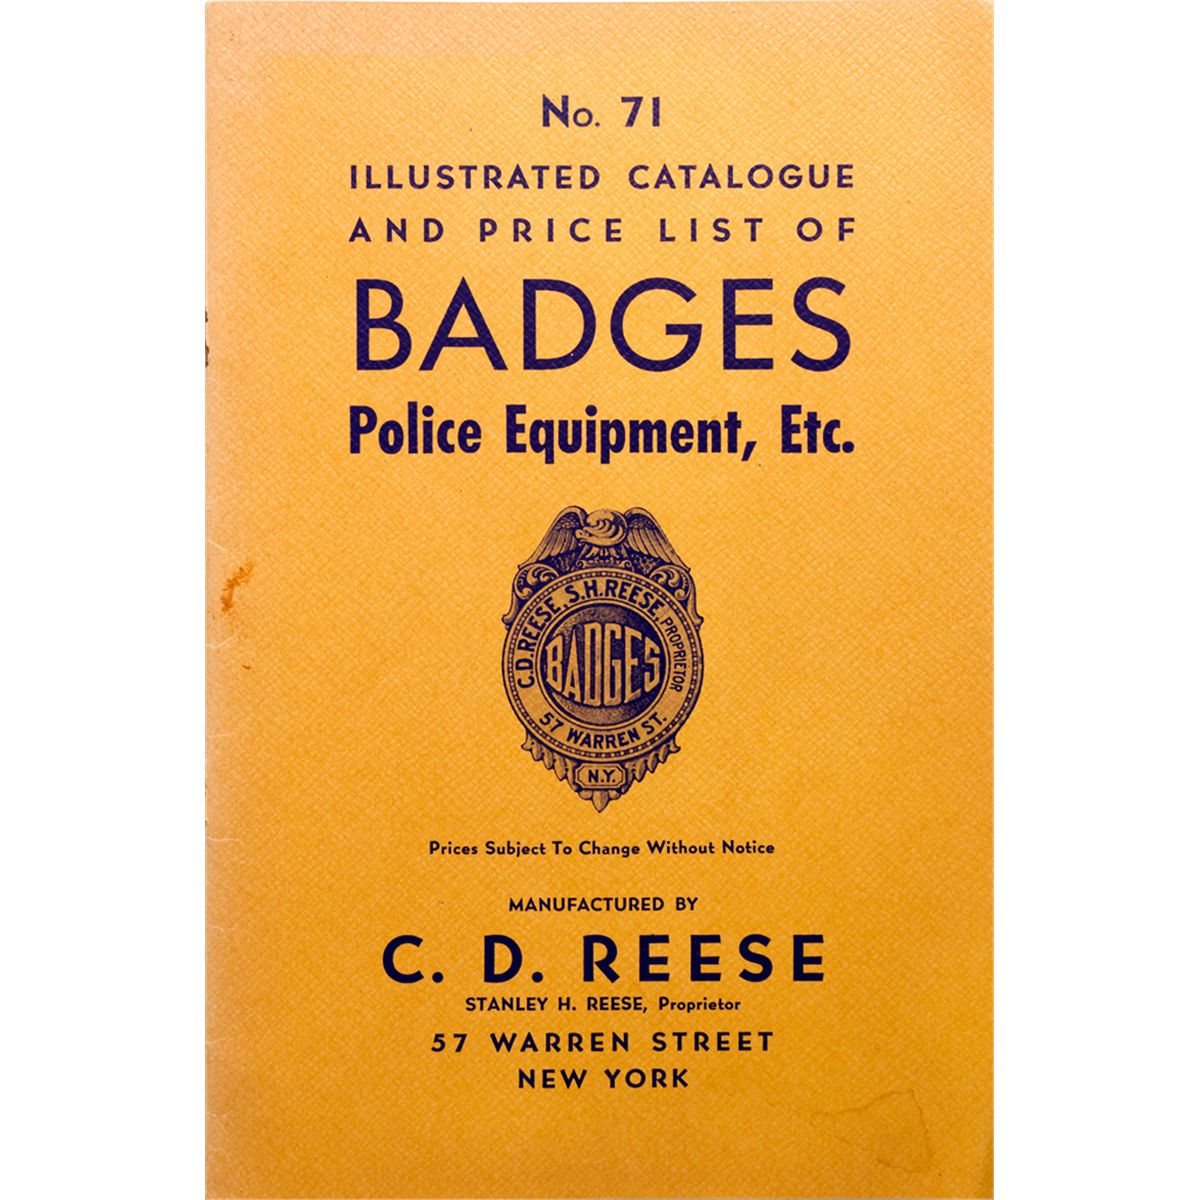 No. 71
ILLUSTRATED CATALOGUE
AND PRICE LIST OF
BADGES
Police Equipment, Etc.
C.D. REESE, S.H. REESE, PROPRIETOR
BADGES
57 WARREN ST.
N.Y.
Prices Subject To Change Without Notice
MANUFACTURED BY
C. D. REESE
STANLEY H. REESE, Proprietor
57 WARREN STREET
NEW YORK